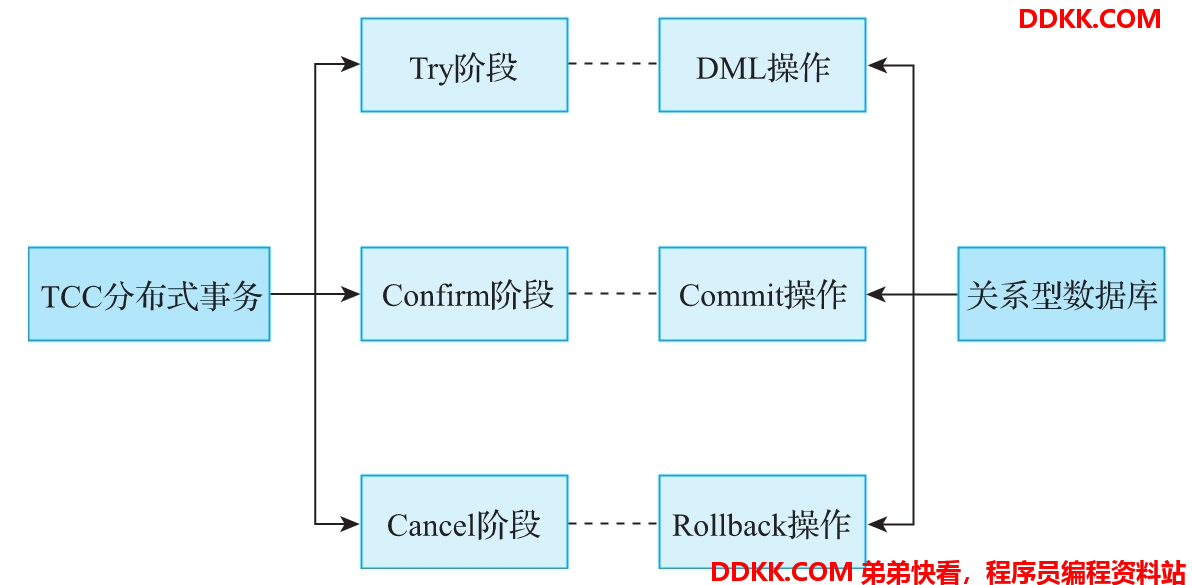 DDKK.COM
Try阶段
DML操作
TCC分布式事务
Confirm阶段
Commit操作
关系型数据库
Cancel阶段
Rollback操作
DDKK.COM 弟弟快看，程序员编程资料站